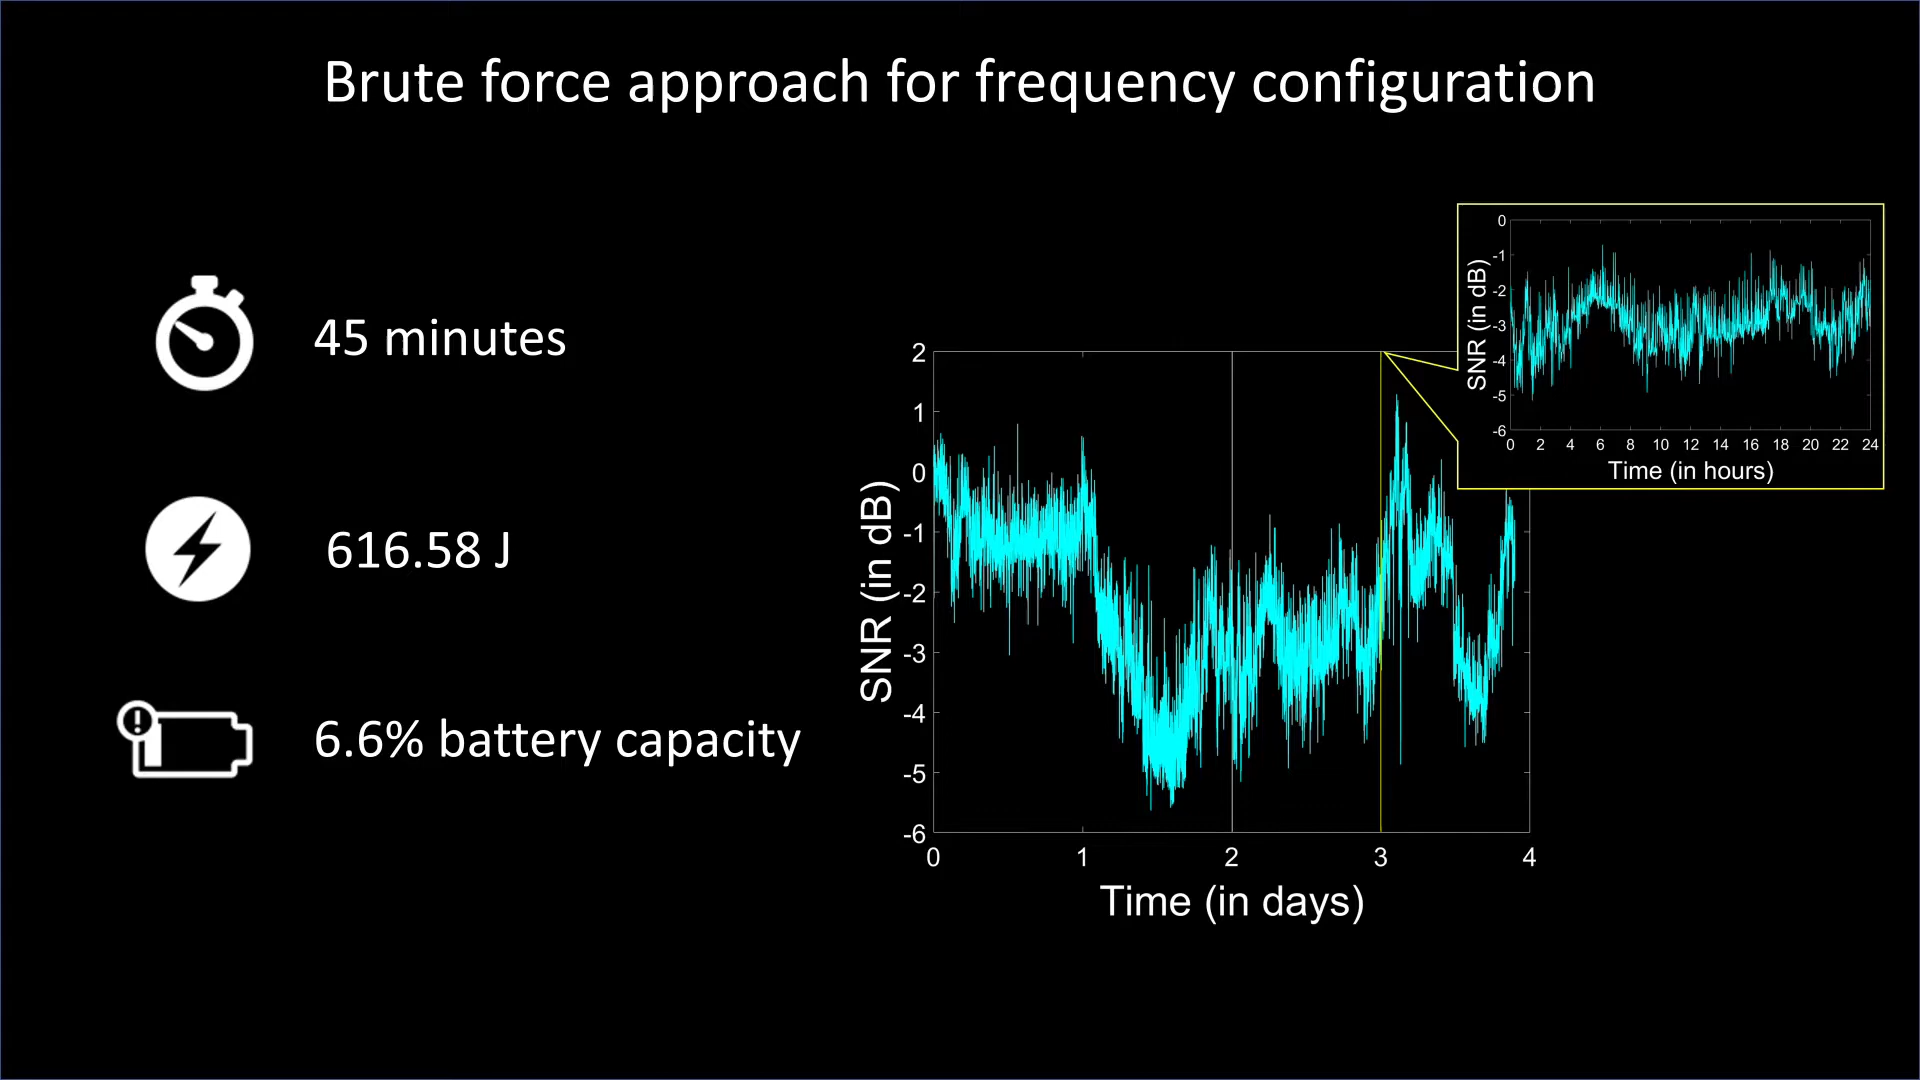 Brute force approach for frequency configuration
45 minutes
616.58 J
6.6% battery capacity
SNR (in dB)
2
1
0
-1
-2
-3
-4
-5
-6
0 1 2 3 4
Time (in days)
SNR (in dB)
0
-1
-2
-3
-4
-5
-6
0 2 4 6 8 10 12 14 16 18 20 22 24
Time (in hours)